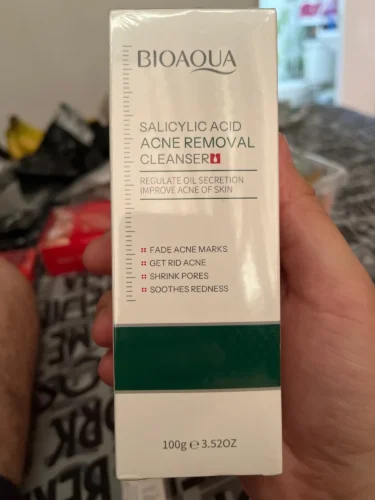 BIOAQUA
SALICYLIC ACID
ACNE REMOVAL
CLEANSER
REGULATE OIL SECRETION
IMPROVE ACNE OF SKIN
FADE ACNE MARKS
GET RID ACNE
SHRINK PORES
SOOTHES REDNESS
100g ℮ 3.52OZ